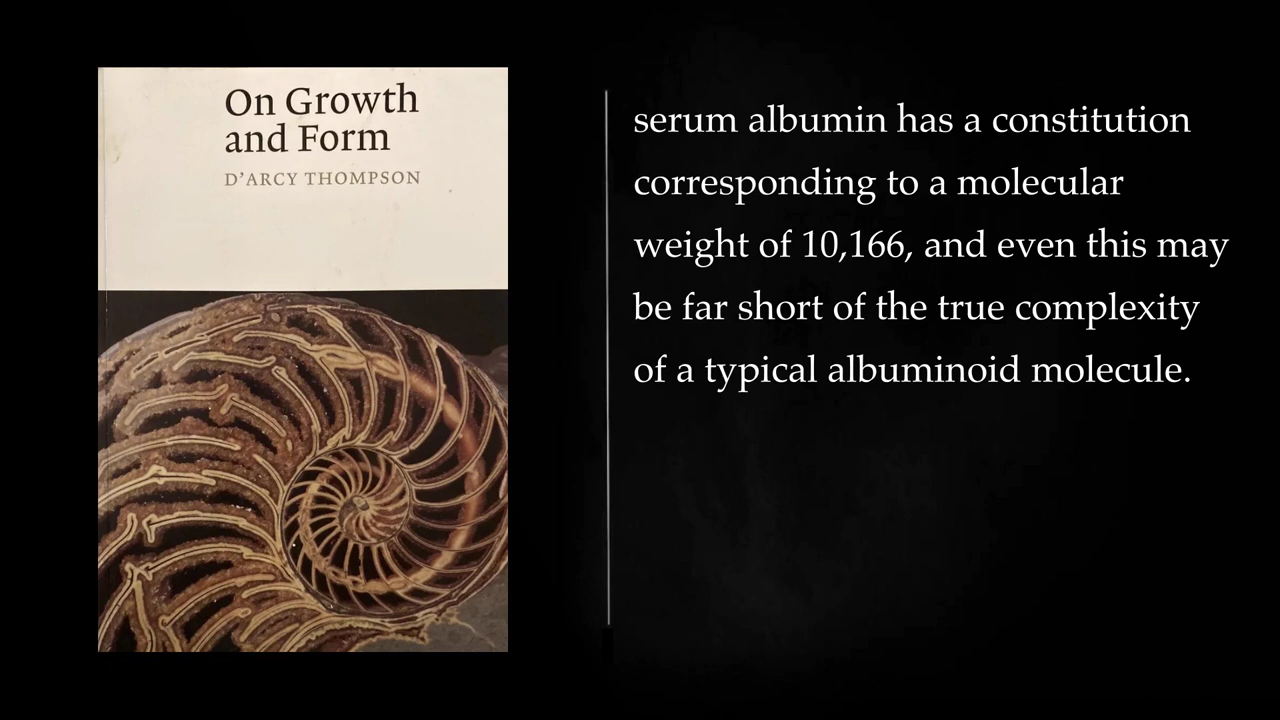 On Growth
and Form
D'ARCY THOMPSON
serum albumin has a constitution
corresponding to a molecular
weight of 10,166, and even this may
be far short of the true complexity
of a typical albuminoid molecule.